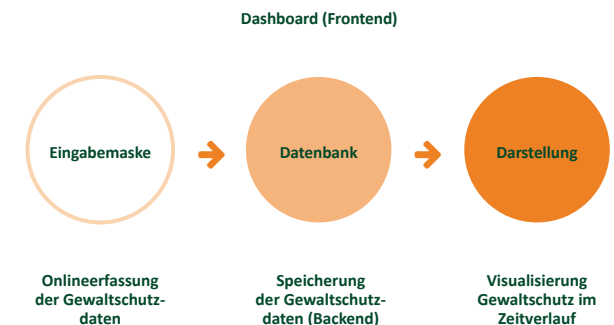 Dashboard (Frontend)
Eingabemaske
Datenbank
Darstellung
Onlineerfassung
der Gewaltschutz-
daten
Speicherung
der Gewaltschutz-
daten (Backend)
Visualisierung
Gewaltschutz im
Zeitverlauf